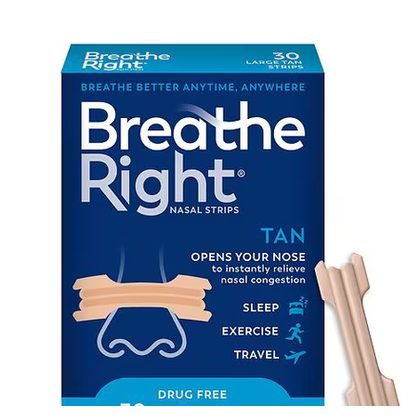 Breathe
Right®
30
LARGE TAN
STRIPS
BREATHE BETTER ANYTIME, ANYWHERE
Breathe
Right®
NASAL STRIPS
TAN
OPENS YOUR NOSE
to instantly relieve
nasal congestion
SLEEP
EXERCISE
TRAVEL
DRUG FREE